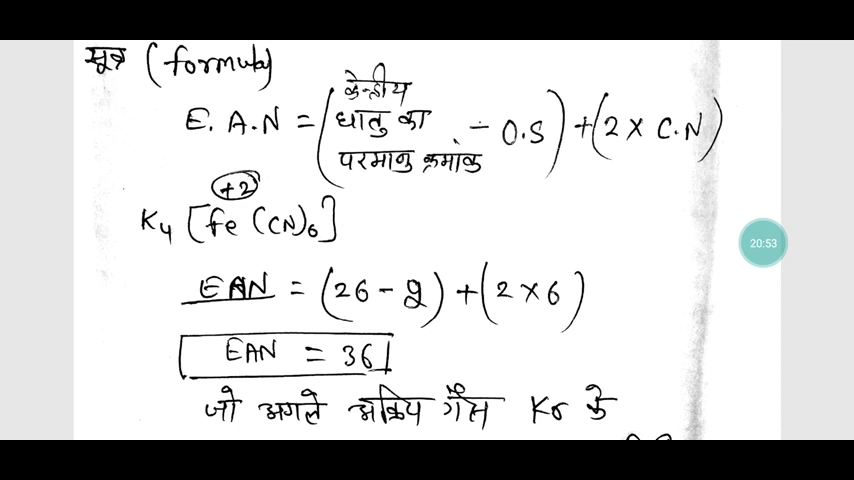 सूत्र (formula)
E.A.N = (केन्द्रीय धातु का परमाणु क्रमांक - O.S) + (2 × C.N)
+2
K₄ [Fe (CN)₆]
EAN = (26 - 2) + (2 × 6)
EAN = 36
20:53
जो अगले अक्रिय गैस Kr के